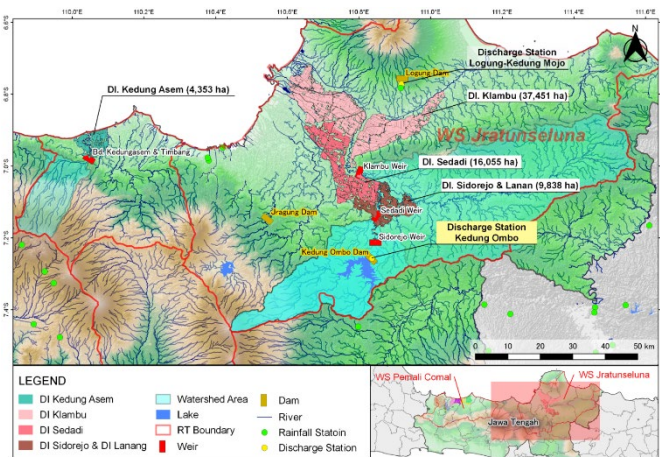 110.0°E 110.2°E 110.4°E 110.6°E 110.8°E 111.0°E 111.2°E 111.4°E 111.6°E
6.6°S
6.8°S
7.0°S
7.2°S
7.4°S
Discharge Station
Logung-Kedung Mojo
Logung Dam
DI. Kedung Asem (4,353 ha)
DI. Klambu (37,451 ha)
WS Jratunseluna
Bd. Kedungasem & Timbang
Klambu Weir
DI. Sedadi (16,055 ha)
DI. Sidorejo & Lanan (9,838 ha)
Jragung Dam
Sedadi Weir
Sidorejo Weir
Discharge Station
Kedung Ombo
Kedung Ombo Dam
0 10 20 30 40 50 km
LEGEND
DI Kedung Asem
DI Klambu
DI Sedadi
DI Sidorejo & DI Lanang
Watershed Area
Lake
RT Boundary
Weir
Dam
River
Rainfall Statoin
Discharge Station
WS Pemali Comal
WS Jratunseluna
Jawa Tengah